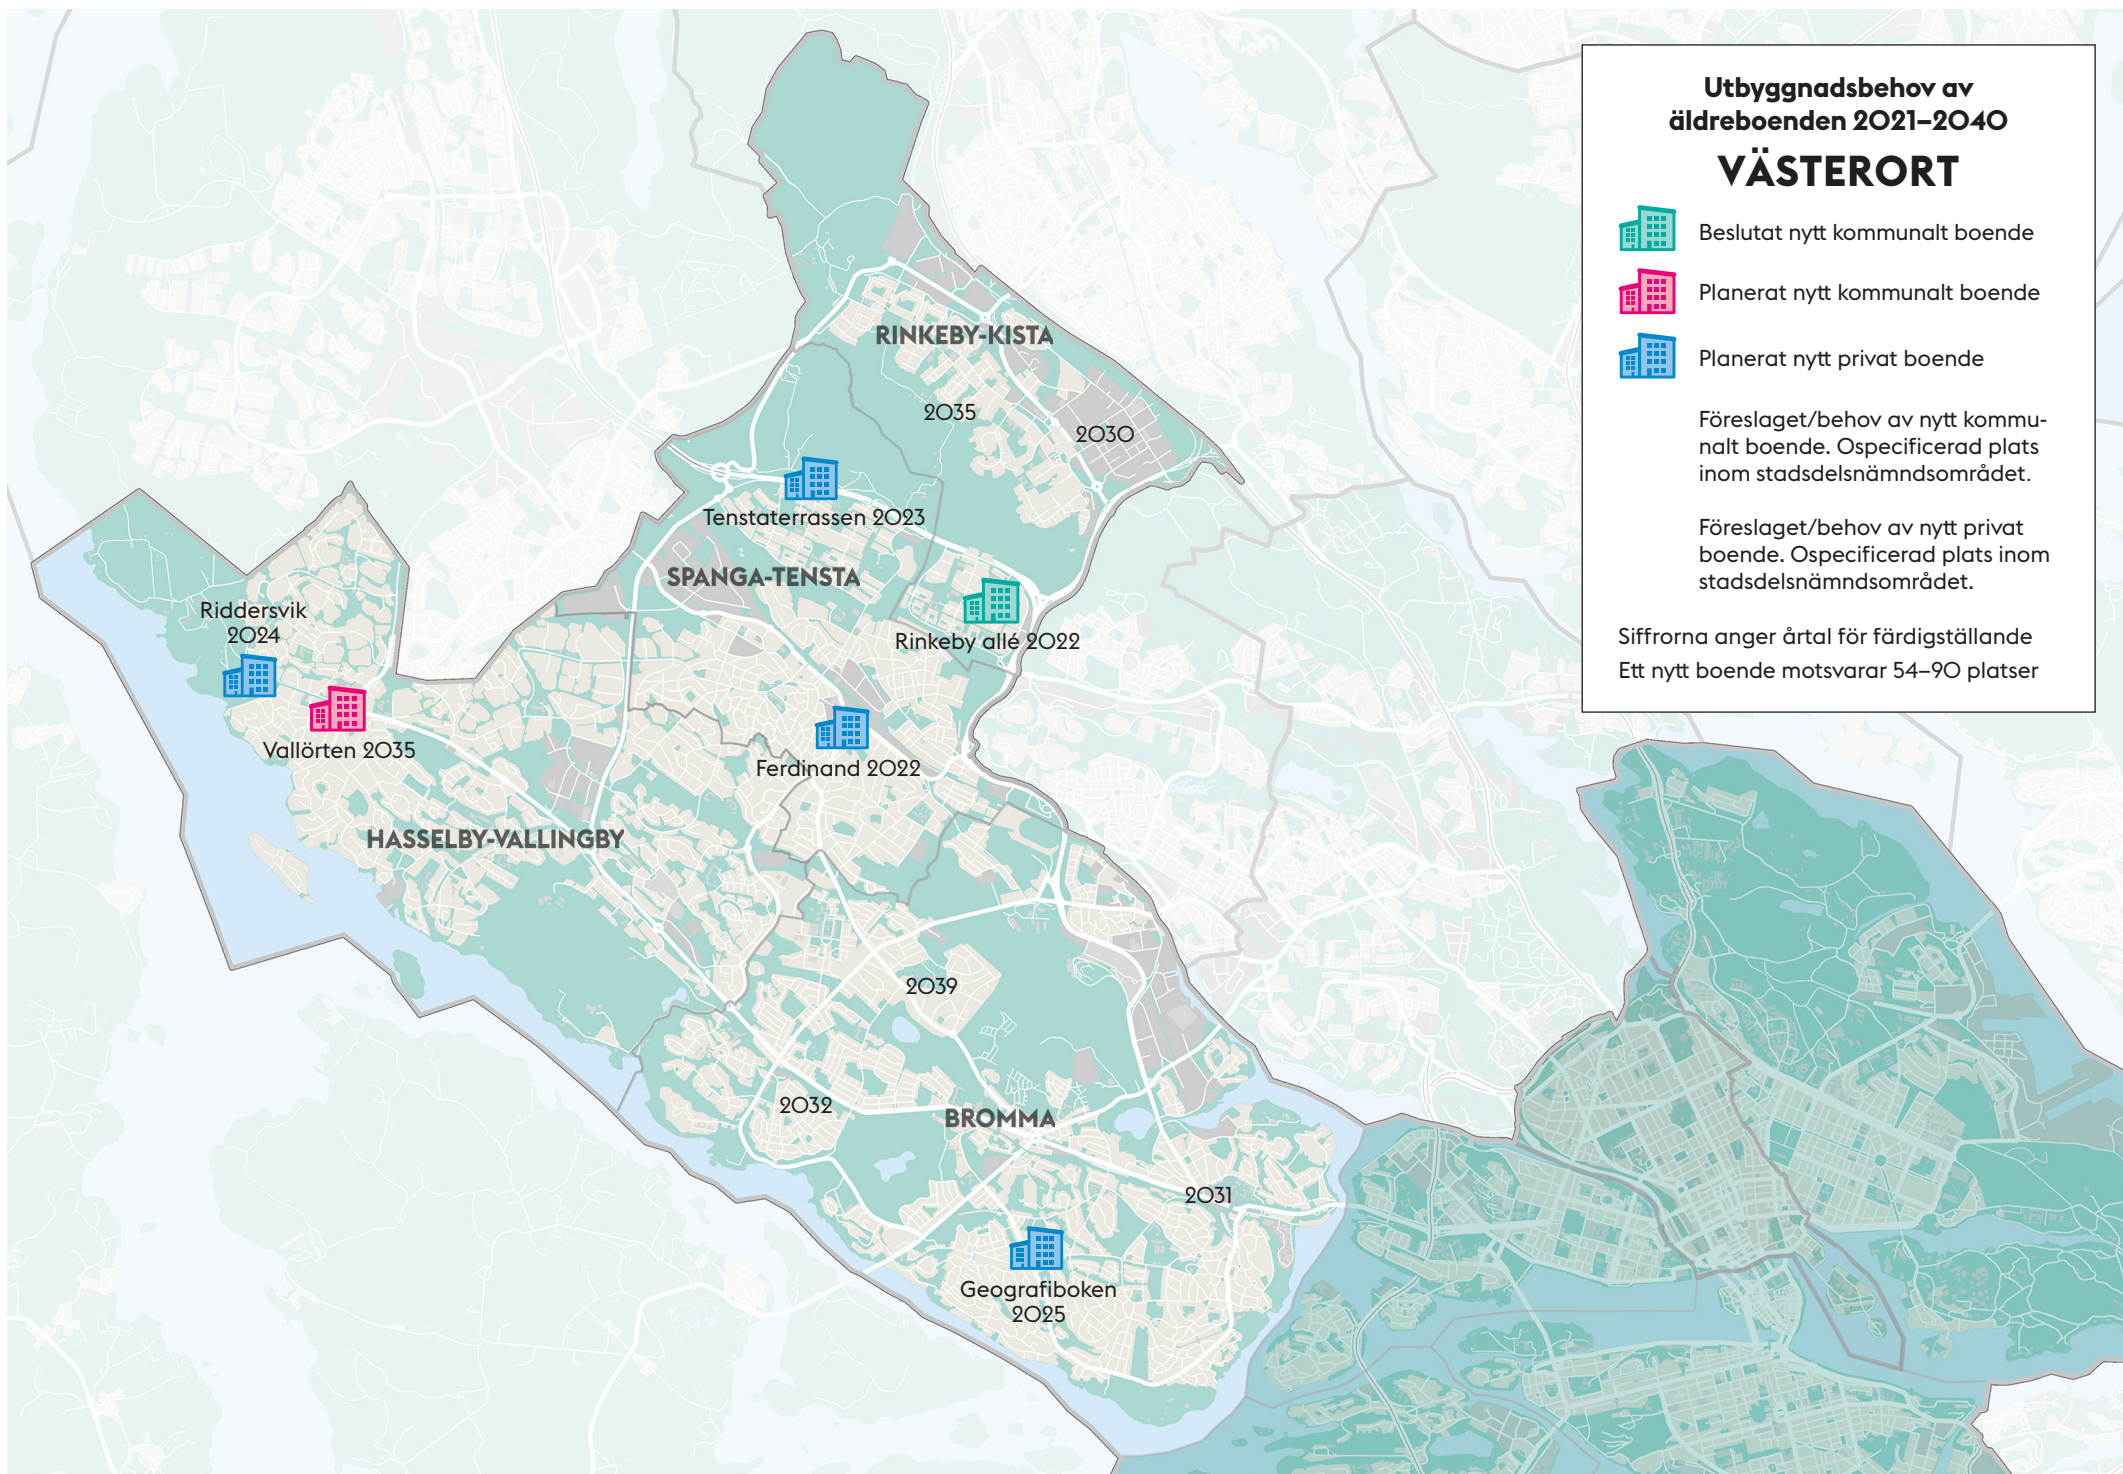 Utbyggnadsbehov av
äldreboenden 2021–2040
VÄSTERORT
Beslutat nytt kommunalt boende
Planerat nytt kommunalt boende
Planerat nytt privat boende
Föreslaget/behov av nytt kommu-
nalt boende. Ospecificerad plats
inom stadsdelsnämndsområdet.
Föreslaget/behov av nytt privat
boende. Ospecificerad plats inom
stadsdelsnämndsområdet.
Siffrorna anger årtal för färdigställande
Ett nytt boende motsvarar 54–90 platser
RINKEBY-KISTA
2035
2030
Tenstaterrassen 2023
SPANGA-TENSTA
Riddersvik
2024
Rinkeby allé 2022
Vallörten 2035
Ferdinand 2022
HASSELBY-VALLINGBY
2039
2032
BROMMA
2031
Geografiboken
2025